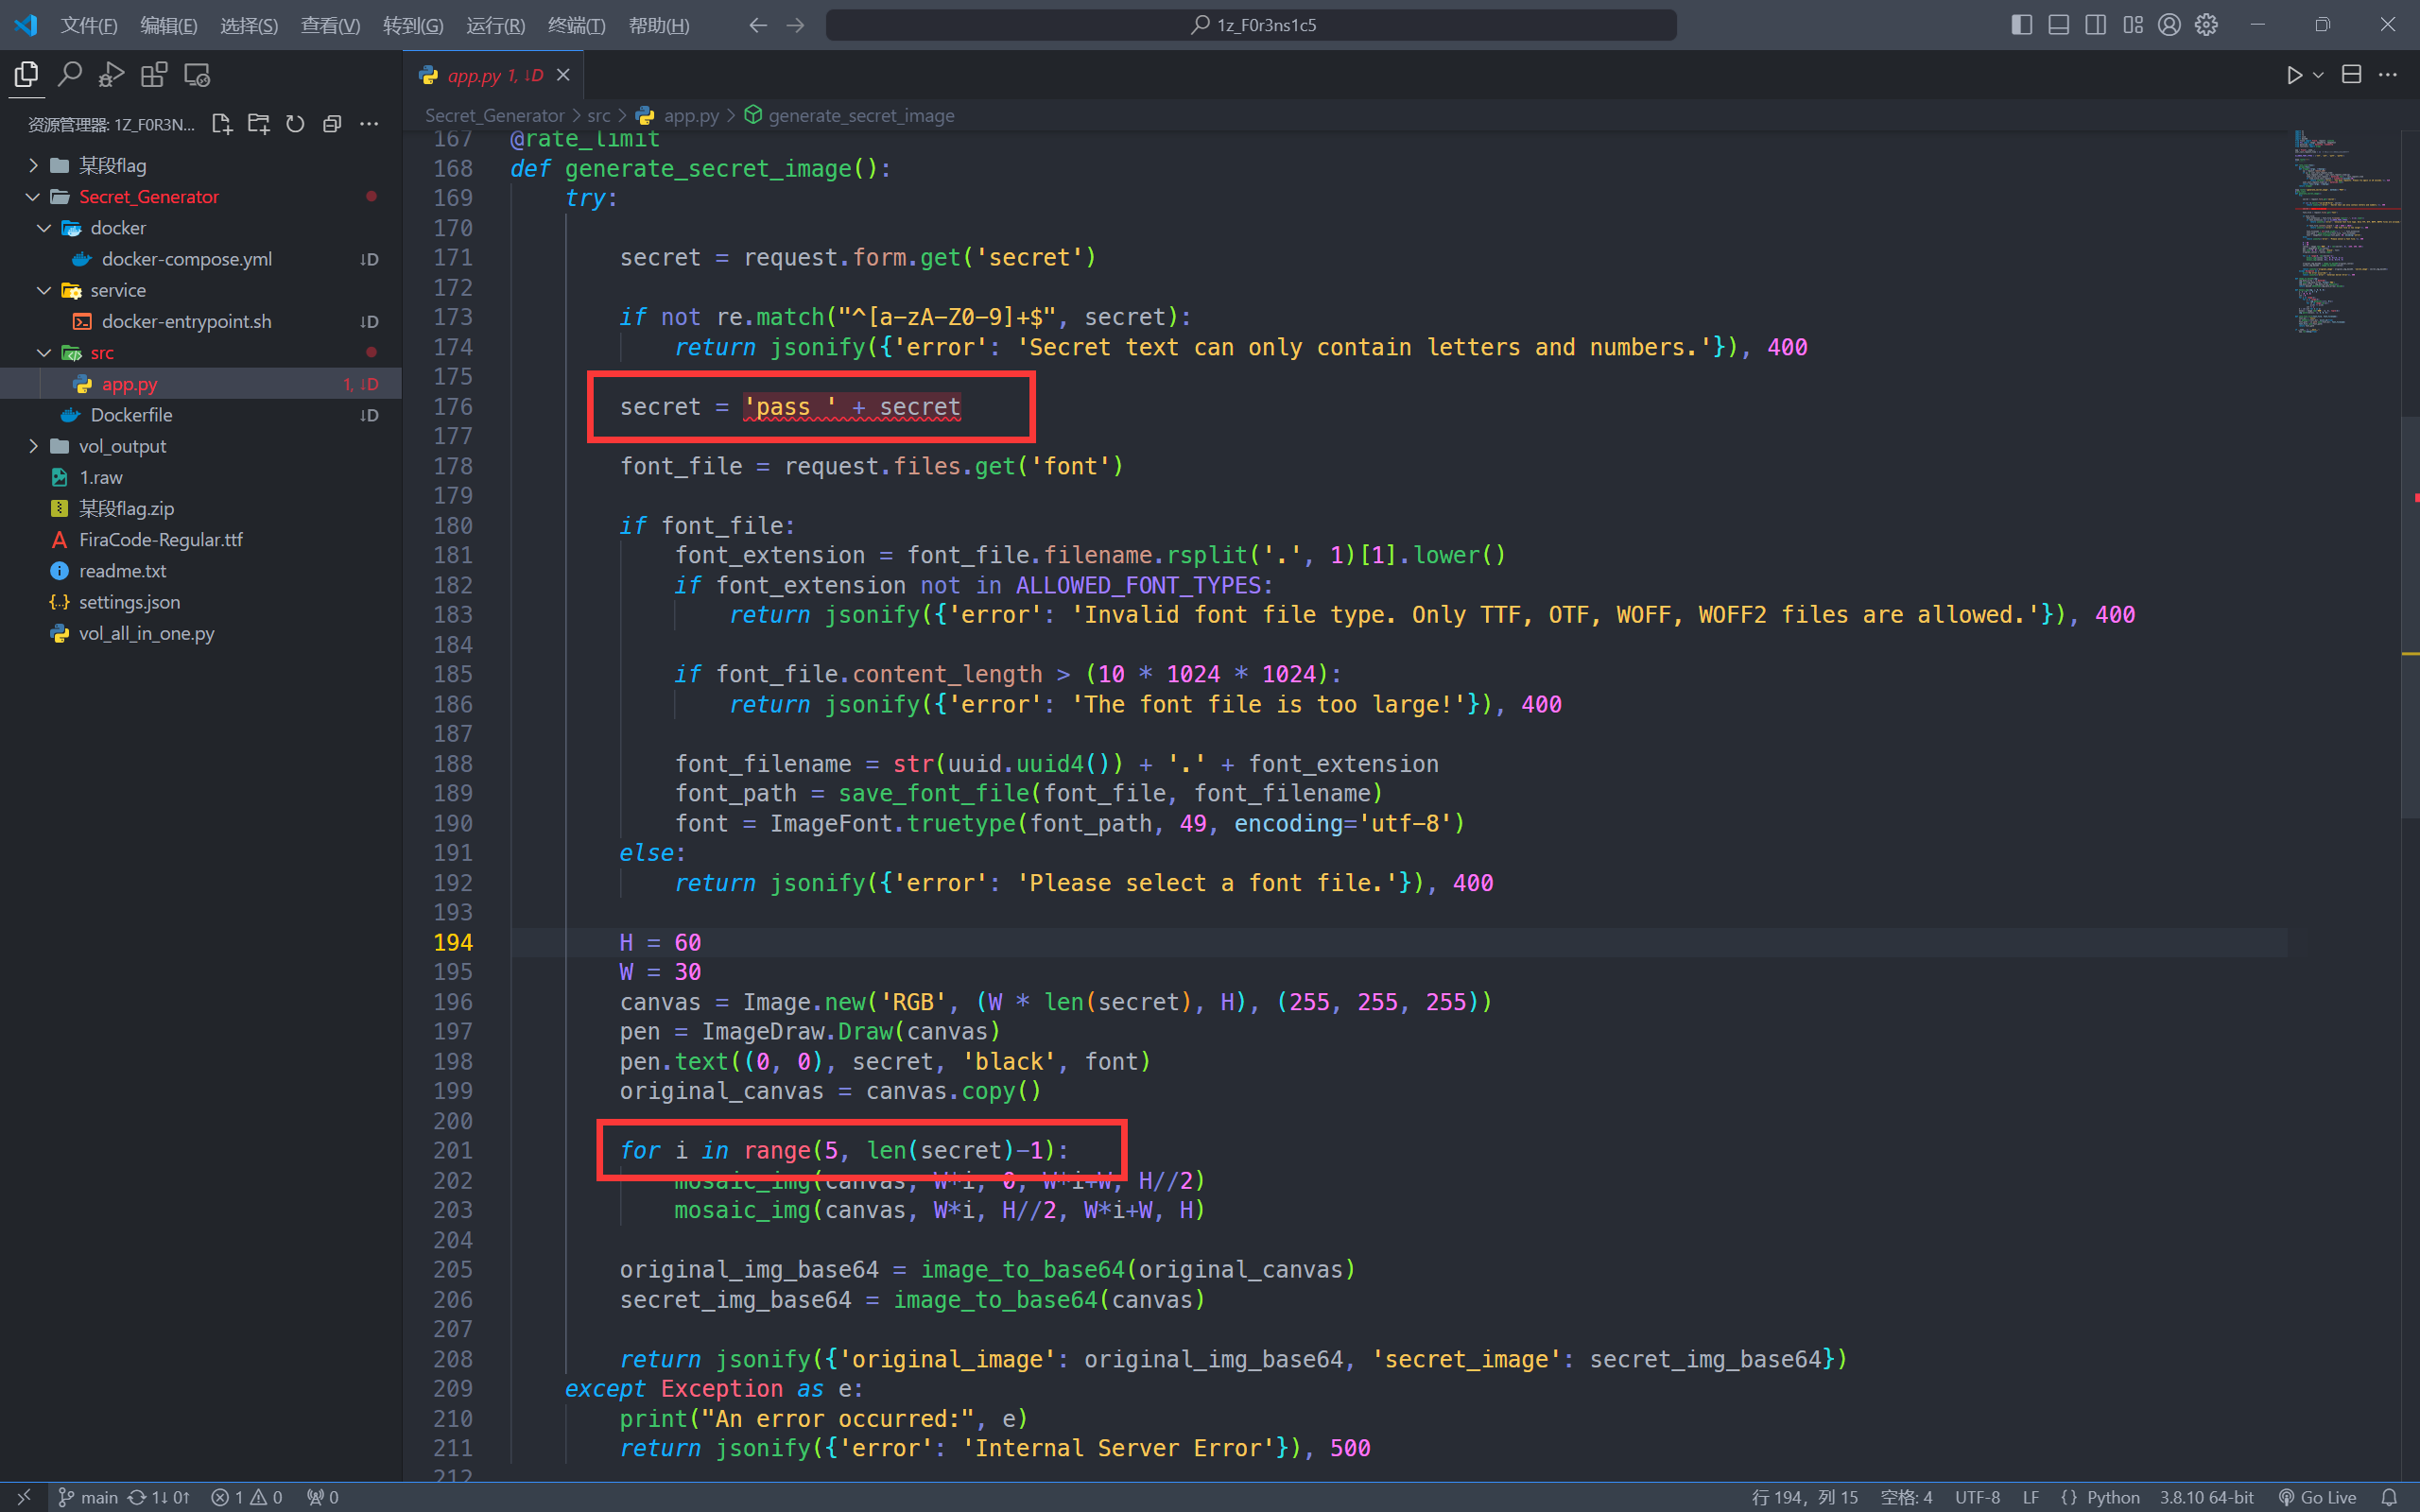 文件(F) 编辑(E) 选择(S) 查看(V) 转到(G) 运行(R) 终端(T) 帮助(H)
1z_F0r3ns1c5
资源管理器: 1Z_F0R3N...
某段flag
Secret_Generator
docker
docker-compose.yml ↓D
service
docker-entrypoint.sh ↓D
src
app.py 1, ↓D
Dockerfile ↓D
vol_output
1.raw
某段flag.zip
FiraCode-Regular.ttf
readme.txt
settings.json
vol_all_in_one.py
app.py 1, ↓D
Secret_Generator > src > app.py > generate_secret_image
167 @rate_limit
168 def generate_secret_image():
169     try:
170
171         secret = request.form.get('secret')
172
173         if not re.match("^[a-zA-Z0-9]+$", secret):
174             return jsonify({'error': 'Secret text can only contain letters and numbers.'}), 400
175
176         secret = 'pass ' + secret
177
178         font_file = request.files.get('font')
179
180         if font_file:
181             font_extension = font_file.filename.rsplit('.', 1)[1].lower()
182             if font_extension not in ALLOWED_FONT_TYPES:
183                 return jsonify({'error': 'Invalid font file type. Only TTF, OTF, WOFF, WOFF2 files are allowed.'}), 400
184
185             if font_file.content_length > (10 * 1024 * 1024):
186                 return jsonify({'error': 'The font file is too large!'}), 400
187
188             font_filename = str(uuid.uuid4()) + '.' + font_extension
189             font_path = save_font_file(font_file, font_filename)
190             font = ImageFont.truetype(font_path, 49, encoding='utf-8')
191         else:
192             return jsonify({'error': 'Please select a font file.'}), 400
193
194         H = 60
195         W = 30
196         canvas = Image.new('RGB', (W * len(secret), H), (255, 255, 255))
197         pen = ImageDraw.Draw(canvas)
198         pen.text((0, 0), secret, 'black', font)
199         original_canvas = canvas.copy()
200
201         for i in range(5, len(secret)-1):
202             mosaic_img(canvas, W*i, 0, W*i+W, H//2)
203             mosaic_img(canvas, W*i, H//2, W*i+W, H)
204
205         original_img_base64 = image_to_base64(original_canvas)
206         secret_img_base64 = image_to_base64(canvas)
207
208         return jsonify({'original_image': original_img_base64, 'secret_image': secret_img_base64})
209     except Exception as e:
210         print("An error occurred:", e)
211         return jsonify({'error': 'Internal Server Error'}), 500
212
main 1↓ 0↑ 1 0 0 行 194，列 15 空格: 4 UTF-8 LF {} Python 3.8.10 64-bit Go Live